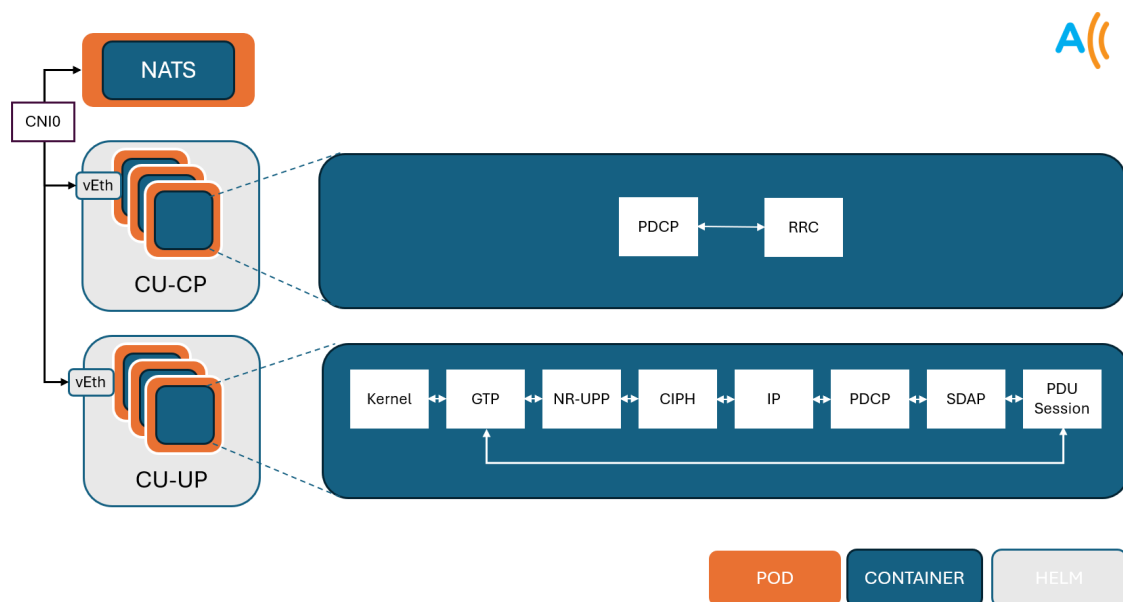 NATS
A
CNI0
vEth
CU-CP
PDCP
RRC
vEth
CU-UP
Kernel
GTP
NR-UPP
CIPH
IP
PDCP
SDAP
PDU
Session
POD
CONTAINER
HELM